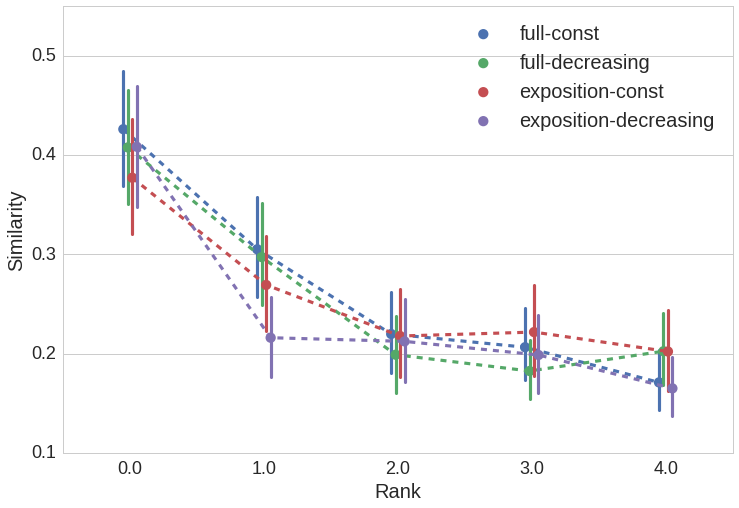 full-const
full-decreasing
exposition-const
exposition-decreasing
Similarity
0.5
0.4
0.3
0.2
0.1
0.0 1.0 2.0 3.0 4.0
Rank